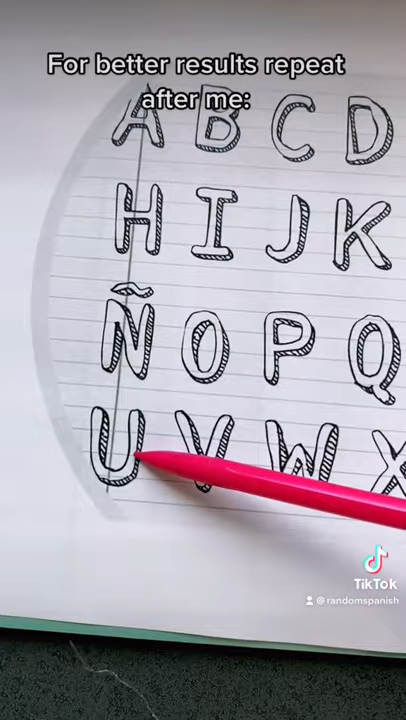 For better results repeat
after me:
A B C D
H I J K
Ñ O P Q
U V W X
TikTok
@randomspanish